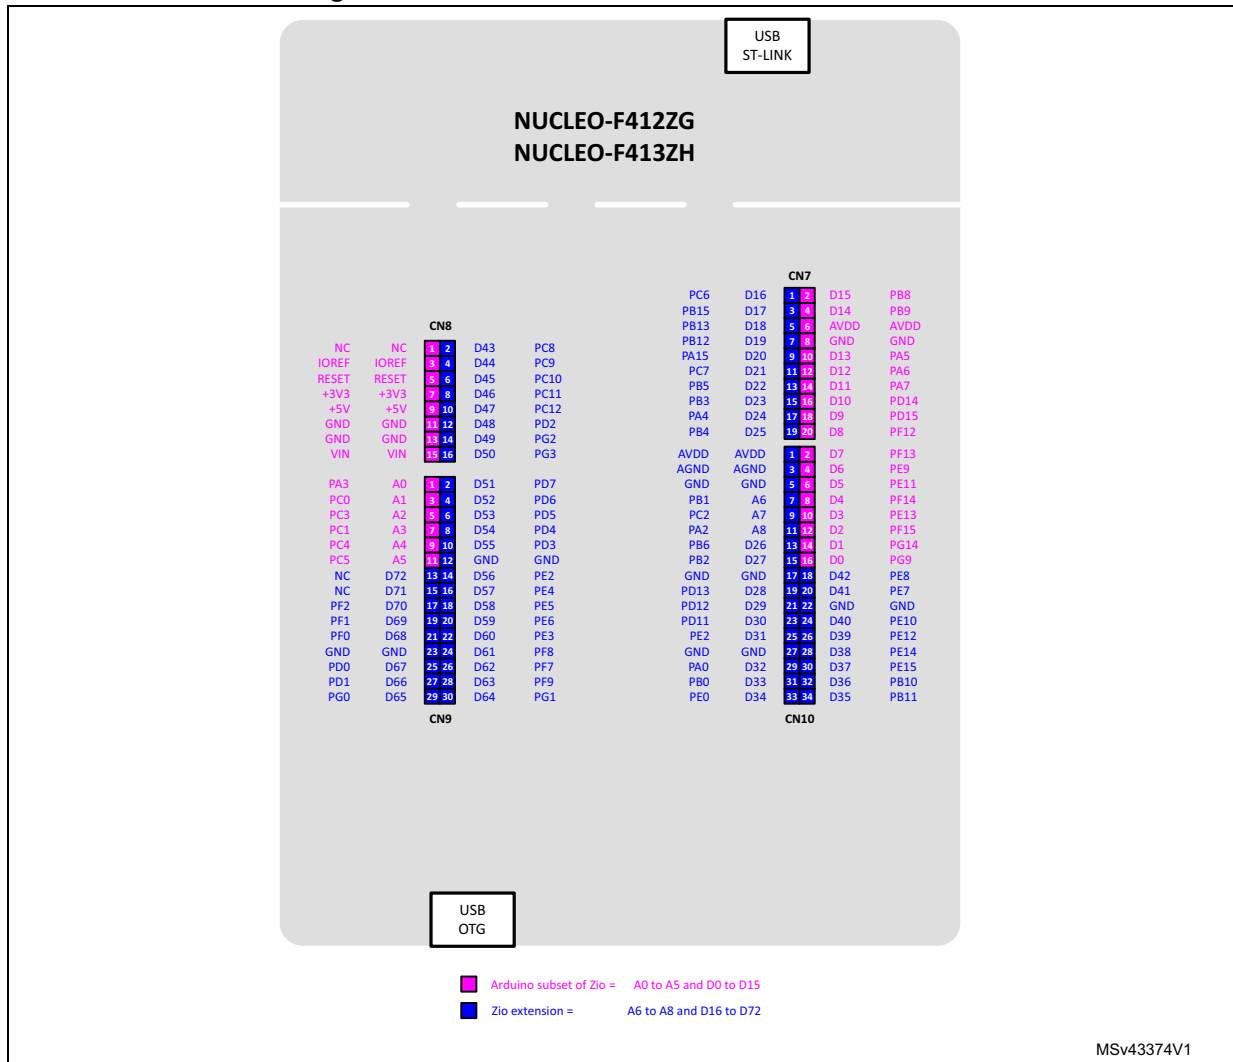 USB
ST-LINK
NUCLEO-F412ZG
NUCLEO-F413ZH
CN8
NC NC 1 2 D43 PC8
IOREF IOREF 3 4 D44 PC9
RESET RESET 5 6 D45 PC10
+3V3 +3V3 7 8 D46 PC11
+5V +5V 9 10 D47 PC12
GND GND 11 12 D48 PD2
GND GND 13 14 D49 PG2
VIN VIN 15 16 D50 PG3
PA3 A0 1 2 D51 PD7
PC0 A1 3 4 D52 PD6
PC3 A2 5 6 D53 PD5
PC1 A3 7 8 D54 PD4
PC4 A4 9 10 D55 PD3
PC5 A5 11 12 GND GND
NC D72 13 14 D56 PE2
NC D71 15 16 D57 PE4
PF2 D70 17 18 D58 PE5
PF1 D69 19 20 D59 PE6
PF0 D68 21 22 D60 PE3
GND GND 23 24 D61 PF8
PD0 D67 25 26 D62 PF7
PD1 D66 27 28 D63 PF9
PG0 D65 29 30 D64 PG1
CN9
CN7
PC6 D16 1 2 D15 PB8
PB15 D17 3 4 D14 PB9
PB13 D18 5 6 AVDD AVDD
PB12 D19 7 8 GND GND
PA15 D20 9 10 D13 PA5
PC7 D21 11 12 D12 PA6
PB5 D22 13 14 D11 PA7
PB3 D23 15 16 D10 PD14
PA4 D24 17 18 D9 PD15
PB4 D25 19 20 D8 PF12
AVDD AVDD 1 2 D7 PF13
AGND AGND 3 4 D6 PE9
GND GND 5 6 D5 PE11
PB1 A6 7 8 D4 PF14
PC2 A7 9 10 D3 PE13
PA2 A8 11 12 D2 PF15
PB6 D26 13 14 D1 PG14
PB2 D27 15 16 D0 PG9
GND GND 17 18 D42 PE8
PD13 D28 19 20 D41 PE7
PD12 D29 21 22 GND GND
PD11 D30 23 24 D40 PE10
PE2 D31 25 26 D39 PE12
GND GND 27 28 D38 PE14
PA0 D32 29 30 D37 PE15
PB0 D33 31 32 D36 PB10
PE0 D34 33 34 D35 PB11
CN10
USB
OTG
Arduino subset of Zio = A0 to A5 and D0 to D15
Zio extension = A6 to A8 and D16 to D72
MSv43374V1